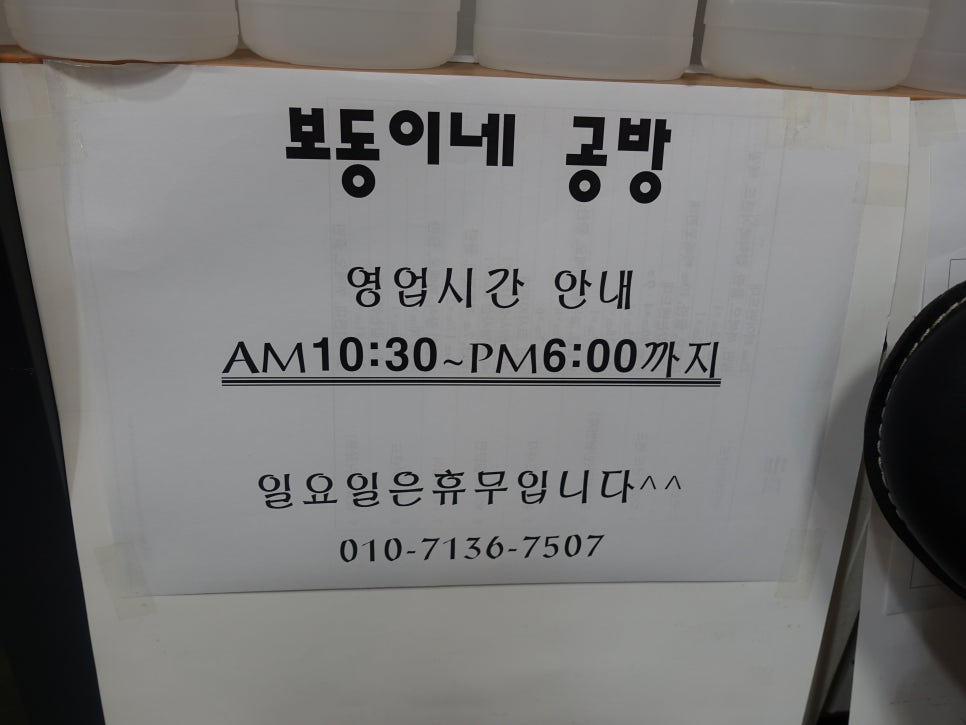 보동이네 공방
영업시간 안내
AM10:30~PM6:00까지
일요일은휴무입니다^^
010-7136-7507